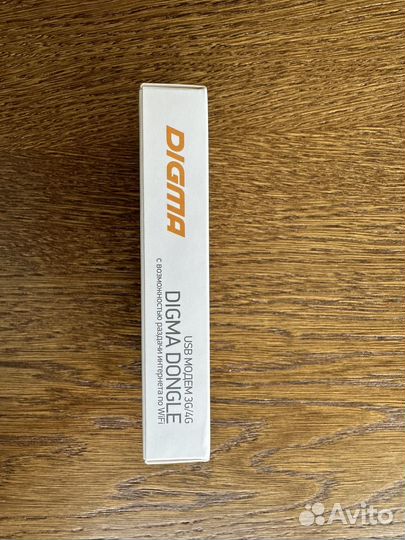 DIGMA
USB МОДЕМ 3G/4G
DIGMA DONGLE
с возможностью раздачи интернета по WiFi
Avito